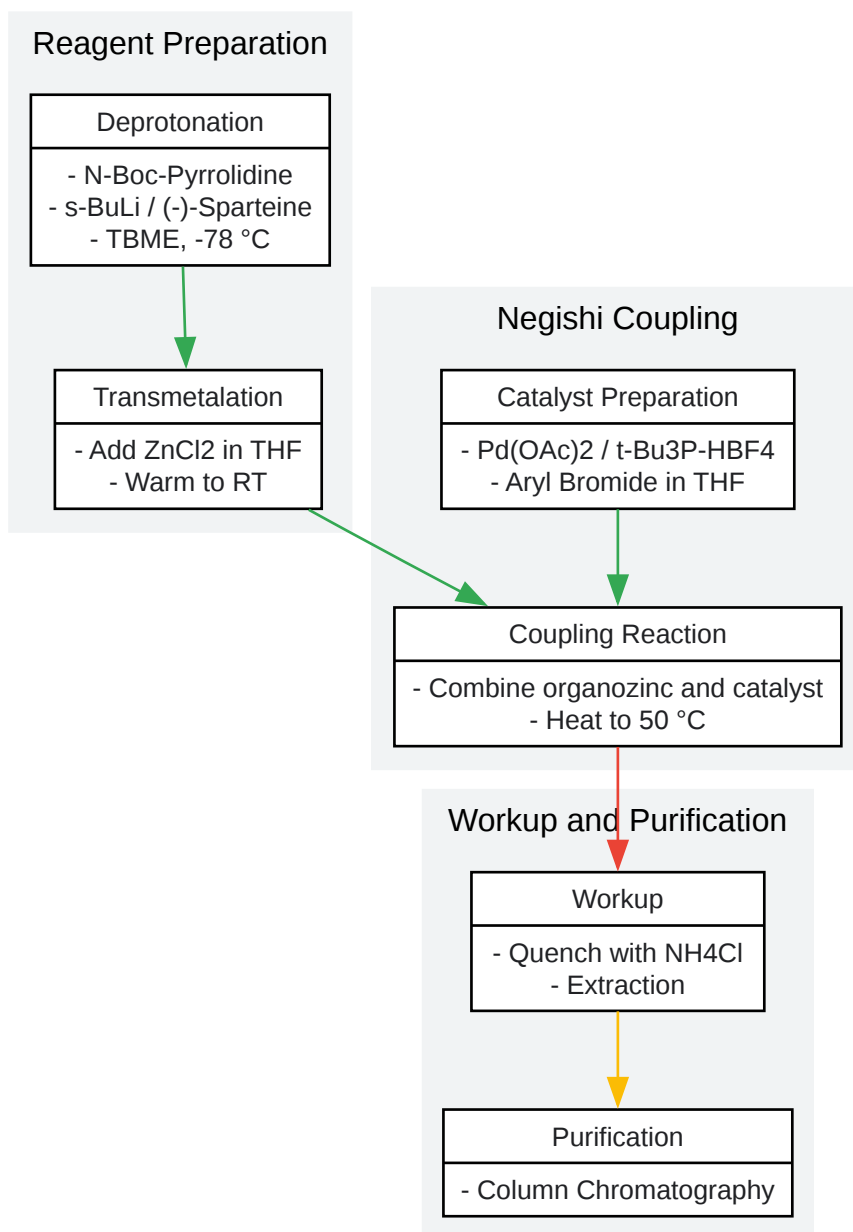 Reagent Preparation
Deprotonation
- N-Boc-Pyrrolidine
- s-BuLi / (-)-Sparteine
- TBME, -78 °C
Transmetalation
- Add ZnCl2 in THF
- Warm to RT
Negishi Coupling
Catalyst Preparation
- Pd(OAc)2 / t-Bu3P-HBF4
- Aryl Bromide in THF
Coupling Reaction
- Combine organozinc and catalyst
- Heat to 50 °C
Workup and Purification
Workup
- Quench with NH4Cl
- Extraction
Purification
- Column Chromatography